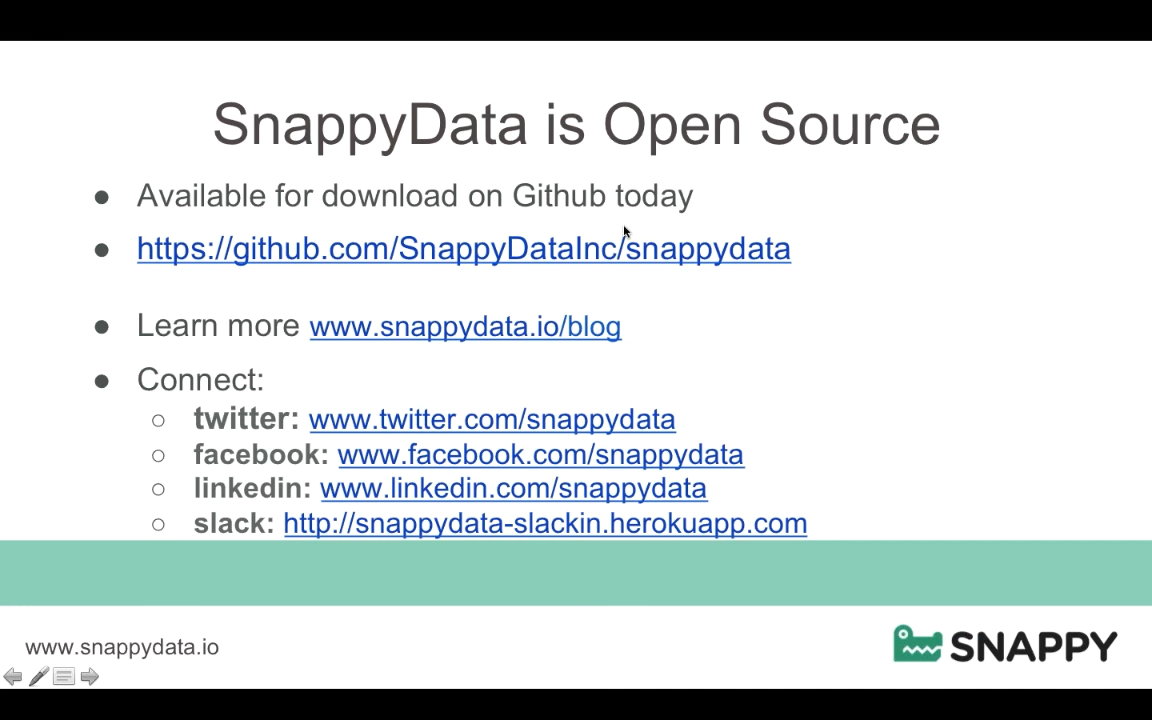 SnappyData is Open Source
● Available for download on Github today
● https://github.com/SnappyDataInc/snappydata
● Learn more www.snappydata.io/blog
● Connect:
○ twitter: www.twitter.com/snappydata
○ facebook: www.facebook.com/snappydata
○ linkedin: www.linkedin.com/snappydata
○ slack: http://snappydata-slackin.herokuapp.com
www.snappydata.io
SNAPPY